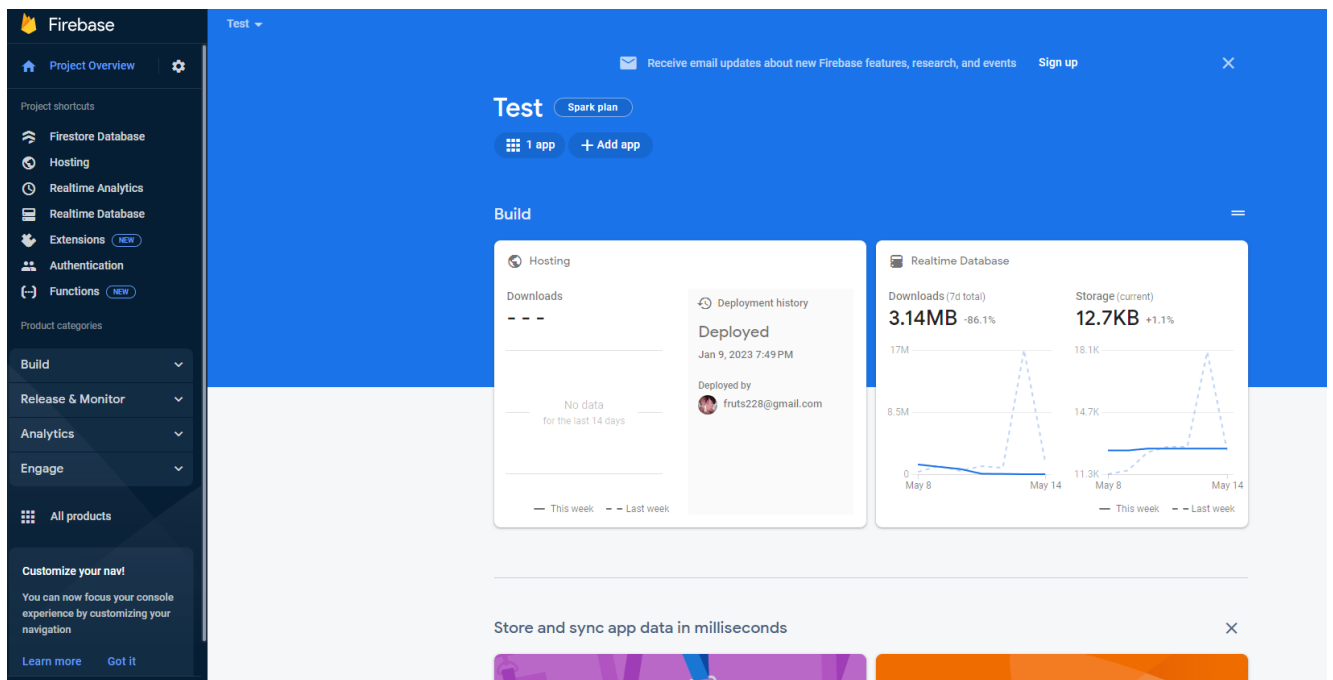 Firebase
Project Overview
Project shortcuts
Firestore Database
Hosting
Realtime Analytics
Realtime Database
Extensions NEW
Authentication
Functions NEW
Product categories
Build
Release & Monitor
Analytics
Engage
All products
Customize your nav!
You can now focus your console
experience by customizing your
navigation
Learn more Got it
Test
Receive email updates about new Firebase features, research, and events Sign up
Test Spark plan
1 app + Add app
Build
Hosting
Downloads
- - -
No data
for the last 14 days
This week Last week
Deployment history
Deployed
Jan 9, 2023 7:49 PM
Deployed by
fruts228@gmail.com
Realtime Database
Downloads (7d total)
3.14MB -86.1%
17M
8.5M
0
May 8 May 14
Storage (current)
12.7KB +1.1%
18.1K
14.7K
11.3K
May 8 May 14
This week Last week
Store and sync app data in milliseconds